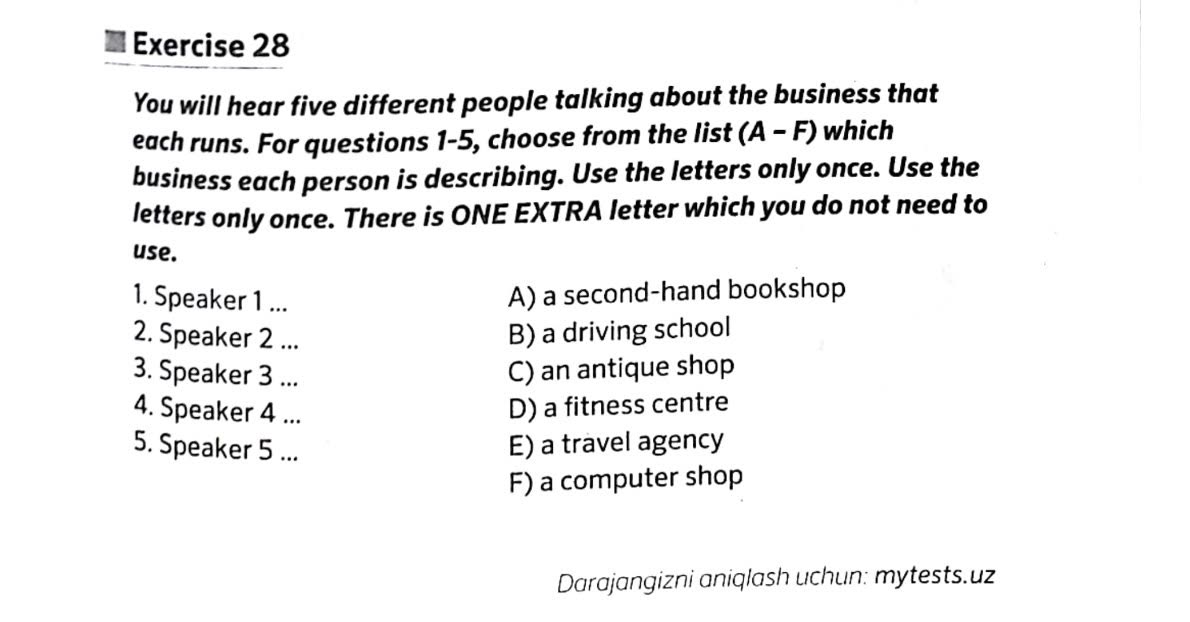 Exercise 28
You will hear five different people talking about the business that
each runs. For questions 1-5, choose from the list (A – F) which
business each person is describing. Use the letters only once. Use the
letters only once. There is ONE EXTRA letter which you do not need to
use.
1. Speaker 1 ...
2. Speaker 2 ...
3. Speaker 3 ...
4. Speaker 4 ...
5. Speaker 5 ...
A) a second-hand bookshop
B) a driving school
C) an antique shop
D) a fitness centre
E) a travel agency
F) a computer shop
Darajangizni aniqlash uchun: mytests.uz